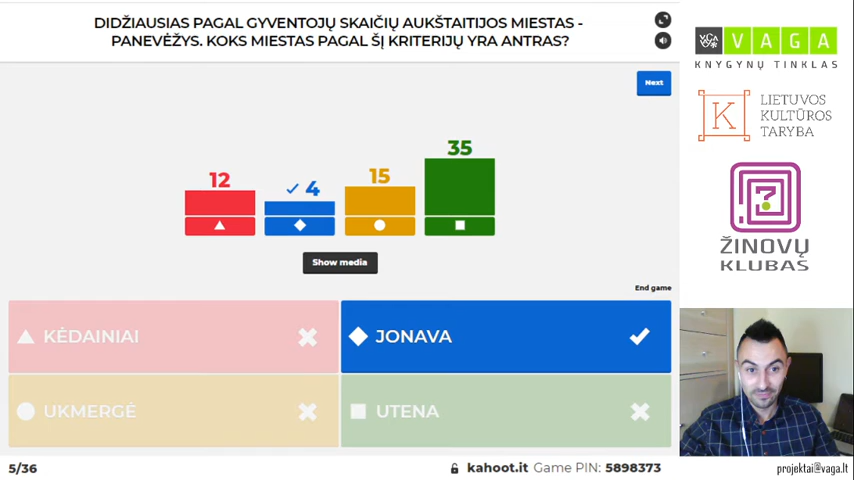 DIDŽIAUSIAS PAGAL GYVENTOJŲ SKAIČIŲ AUKŠTAITIJOS MIESTAS -
PANEVĖŽYS. KOKS MIESTAS PAGAL ŠĮ KRITERIJŲ YRA ANTRAS?
VAGA
KNYGYNŲ TINKLAS
Next
K
LIETUVOS
KULTŪROS
TARYBA
12
4
15
35
?
ŽINOVŲ
KLUBAS
Show media
End game
KĖDAINIAI
JONAVA
UKMERGĖ
UTENA
5/36
kahoot.it Game PIN: 5898373
projektai@vaga.lt